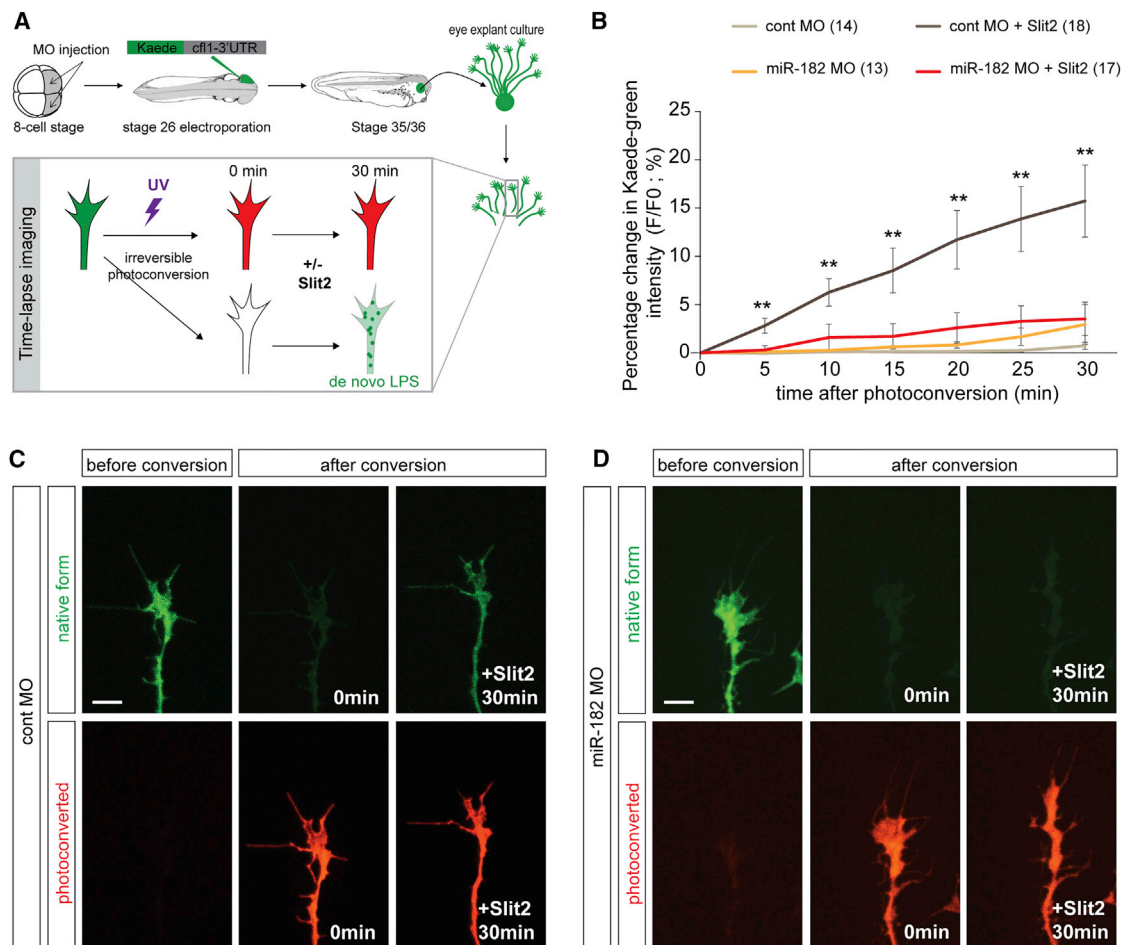 A
MO injection
Kaede cfl1-3'UTR
eye explant culture
8-cell stage
stage 26 electroporation
Stage 35/36
Time-lapse imaging
0 min
30 min
UV
irreversible
photoconversion
+/-
Slit2
de novo LPS
B
cont MO (14)
cont MO + Slit2 (18)
miR-182 MO (13)
miR-182 MO + Slit2 (17)
Percentage change in Kaede-green
intensity (F/F0 ; %)
25
20
15
10
5
0
**
**
**
**
**
**
0
5
10
15
20
25
30
time after photoconversion (min)
C
before conversion
after conversion
cont MO
native form
0min
+Slit2
30min
photoconverted
0min
+Slit2
30min
D
before conversion
after conversion
miR-182 MO
native form
0min
+Slit2
30min
photoconverted
0min
+Slit2
30min